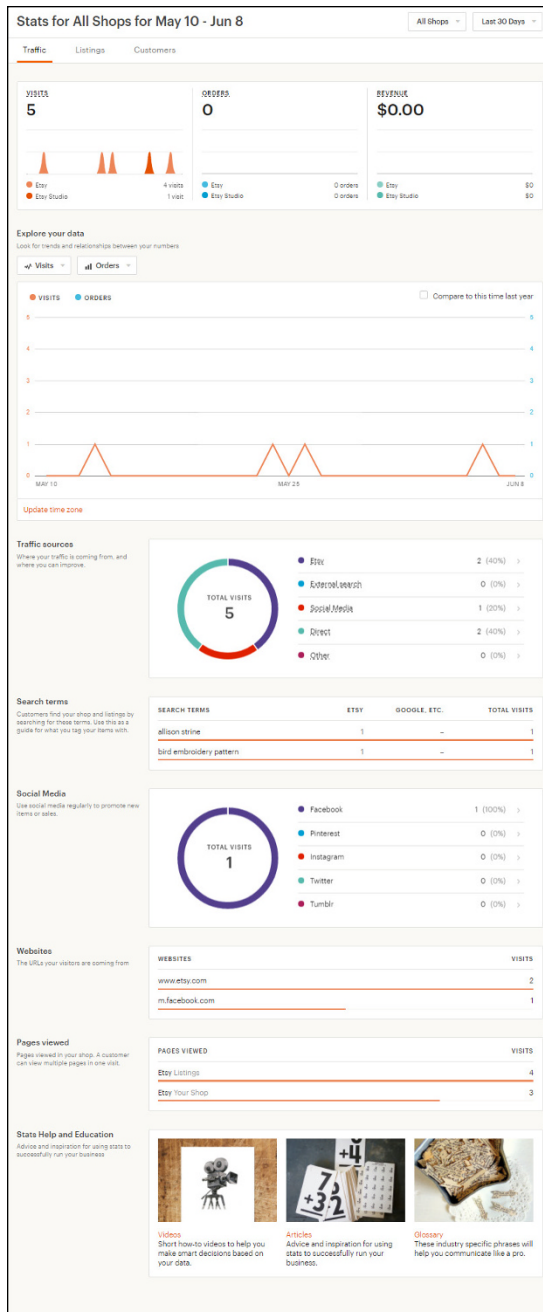 Stats for All Shops for May 10 - Jun 8
All Shops
Last 30 Days
Traffic
Listings
Customers
VISITS
5
Etsy 4 visits
Etsy Studio 1 visit
ORDERS
0
Etsy 0 orders
Etsy Studio 0 orders
REVENUE
$0.00
Etsy $0
Etsy Studio $0
Explore your data
Look for trends and relationships between your numbers
Visits
Orders
VISITS
ORDERS
Compare to this time last year
5 5
4 4
3 3
2 2
1 1
0 0
MAY 10 MAY 25 JUN 8
Update time zone
Traffic sources
Where your traffic is coming from, and
where you can improve.
TOTAL VISITS
5
Etsy 2 (40%)
External search 0 (0%)
Social Media 1 (20%)
Direct 2 (40%)
Other 0 (0%)
Search terms
Customers find your shop and listings by
searching for these terms. Use this as a
guide for what you tag your items with.
SEARCH TERMS ETSY GOOGLE, ETC. TOTAL VISITS
allison strine 1 – 1
bird embroidery pattern 1 – 1
Social Media
Use social media regularly to promote new
items or sales.
TOTAL VISITS
1
Facebook 1 (100%)
Pinterest 0 (0%)
Instagram 0 (0%)
Twitter 0 (0%)
Tumblr 0 (0%)
Websites
The URLs your visitors are coming from
WEBSITES VISITS
www.etsy.com 2
m.facebook.com 1
Pages viewed
Pages viewed in your shop. A customer
can view multiple pages in one visit.
PAGES VIEWED VISITS
Etsy Listings 4
Etsy Your Shop 3
Stats Help and Education
Advice and inspiration for using stats to
successfully run your business
Videos
Short how-to videos to help you
make smart decisions based on
your data.
+4
7
+3
2
Articles
Advice and inspiration for using
stats to successfully run your
business.
Glossary
These industry specific phrases will
help you communicate like a pro.